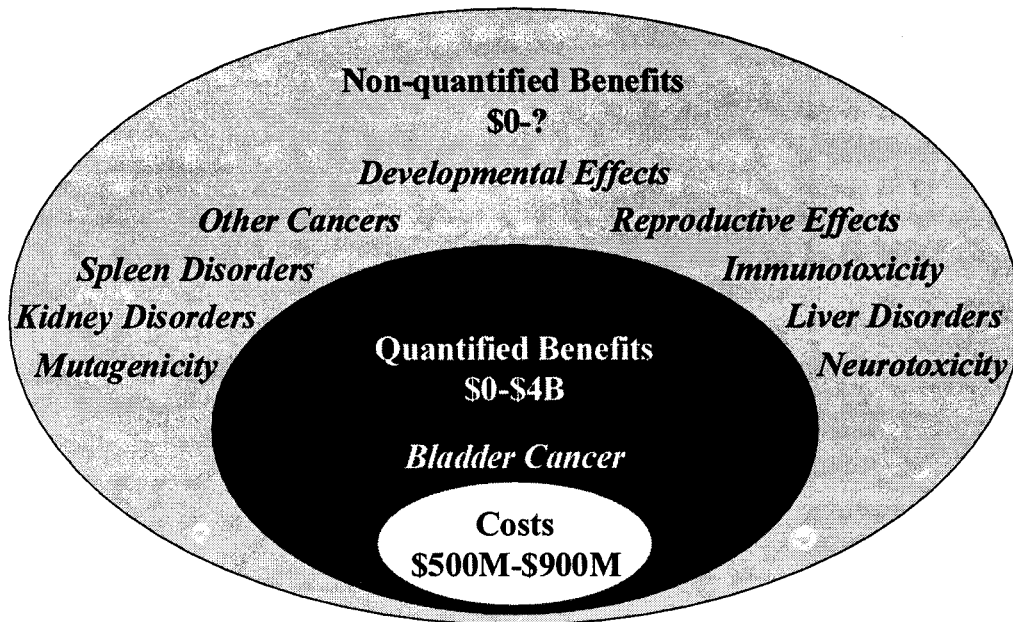 Non-quantified Benefits
$0-?
Developmental Effects
Other Cancers
Reproductive Effects
Spleen Disorders
Immunotoxicity
Kidney Disorders
Liver Disorders
Mutagenicity
Neurotoxicity
Quantified Benefits
$0-$4B
Bladder Cancer
Costs
$500M-$900M